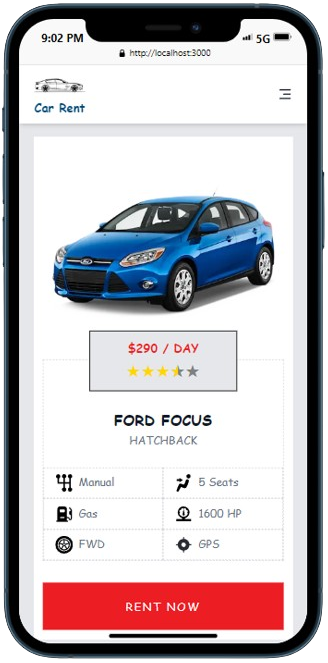 9:02 PM
5G
http://localhost:3000
Car Rent
$290 / DAY
FORD FOCUS
HATCHBACK
Manual
5 Seats
Gas
1600 HP
FWD
GPS
RENT NOW